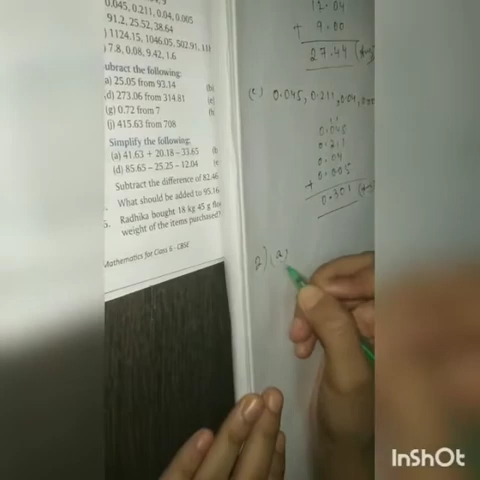 0.045, 0.211, 0.04, 0.005
91.2, 25.52, 38.64
) 1124.15, 1046.05, 502.91, 111
) 7.8, 0.08, 9.42, 1.6
ubract the following:
a) 25.05 from 93.14 (b)
(d) 273.06 from 314.81 (e)
(g) 0.72 from 7 (h
(j) 415.63 from 708
Simplify the following:
(a) 41.63 + 20.18 – 33.65
(d) 85.65 – 25.25 – 12.04
Subtract the difference of 82.46
What should be added to 95.16
Radhika bought 18 kg 45 g flo
weight of the items purchased?
Mathematics for Class 6 - CBSE
12.04
+ 9.00
27.44
(c) 0.045, 0.211, 0.04, 0.00
0.045
0.211
0.04
+ 0.005
0.301
2) (a)
InShOt